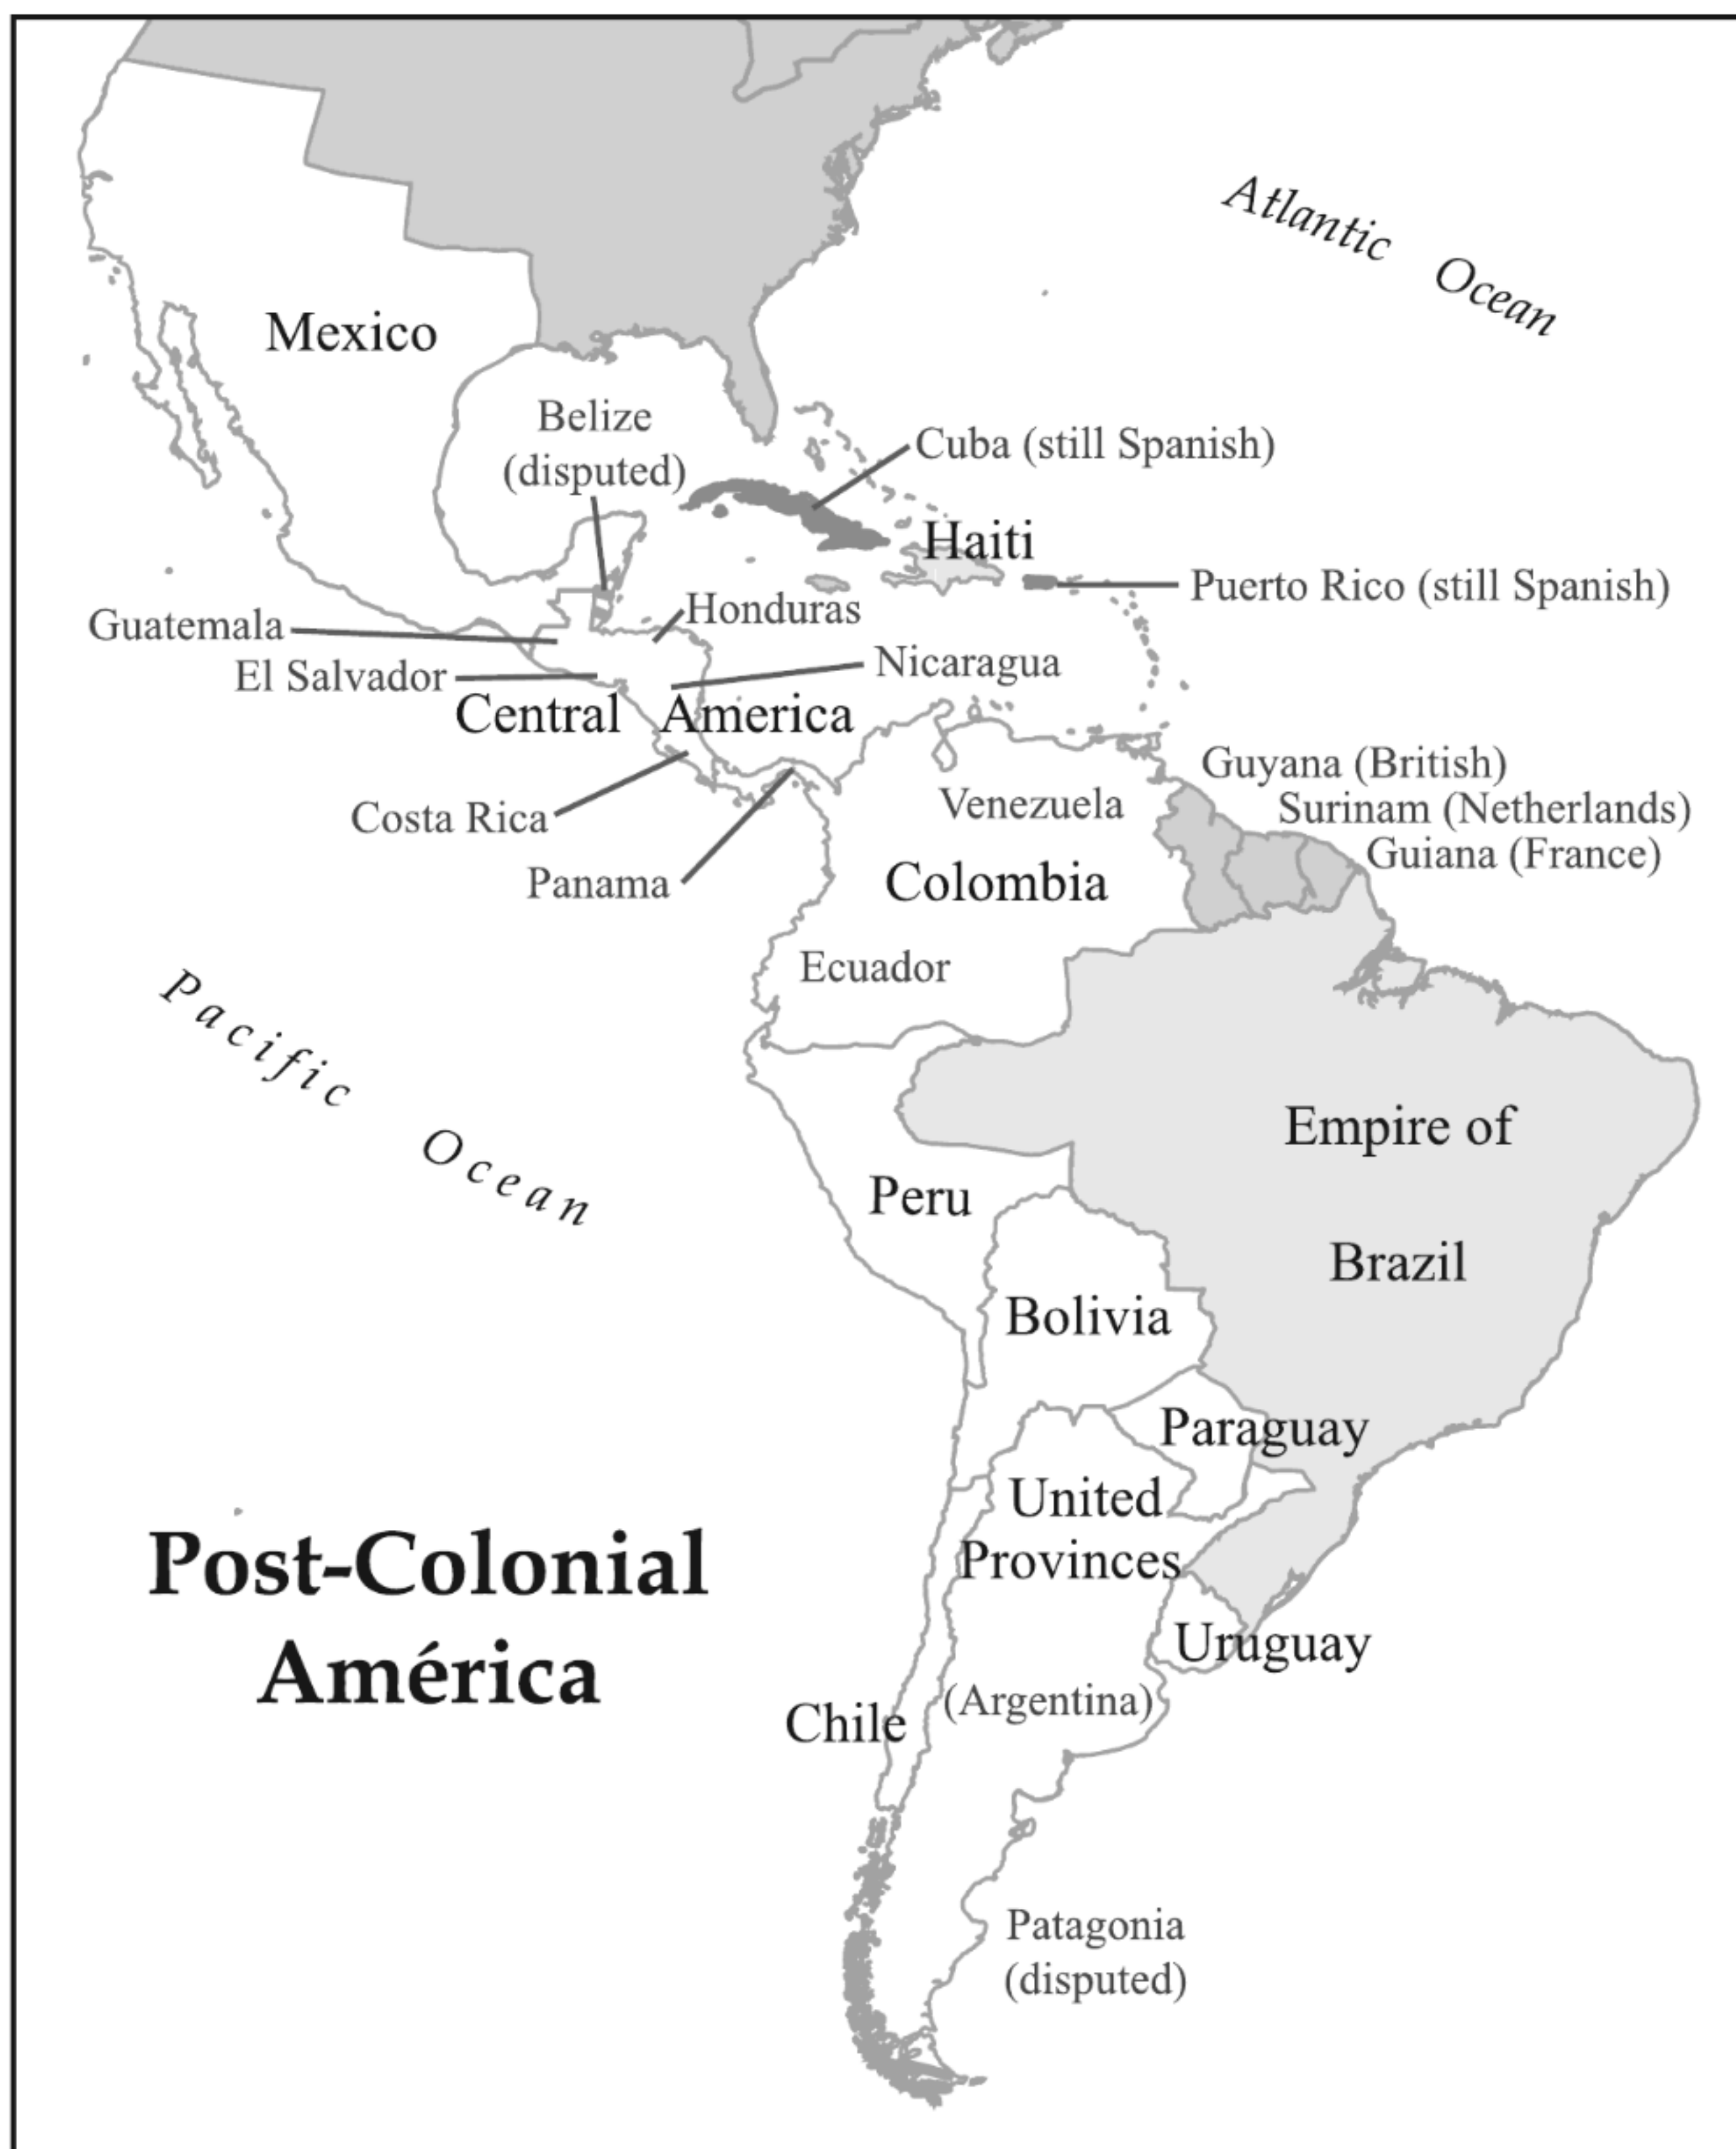 Atlantic Ocean
Mexico
Belize
(disputed)
Cuba (still Spanish)
Haiti
Puerto Rico (still Spanish)
Honduras
Guatemala
Nicaragua
El Salvador
Central America
Guyana (British)
Surinam (Netherlands)
Guiana (France)
Costa Rica
Venezuela
Panama
Colombia
Ecuador
Pacific Ocean
Empire of
Brazil
Peru
Bolivia
Paraguay
United
Provinces
(Argentina)
Uruguay
Chile
Post-Colonial
América
Patagonia
(disputed)